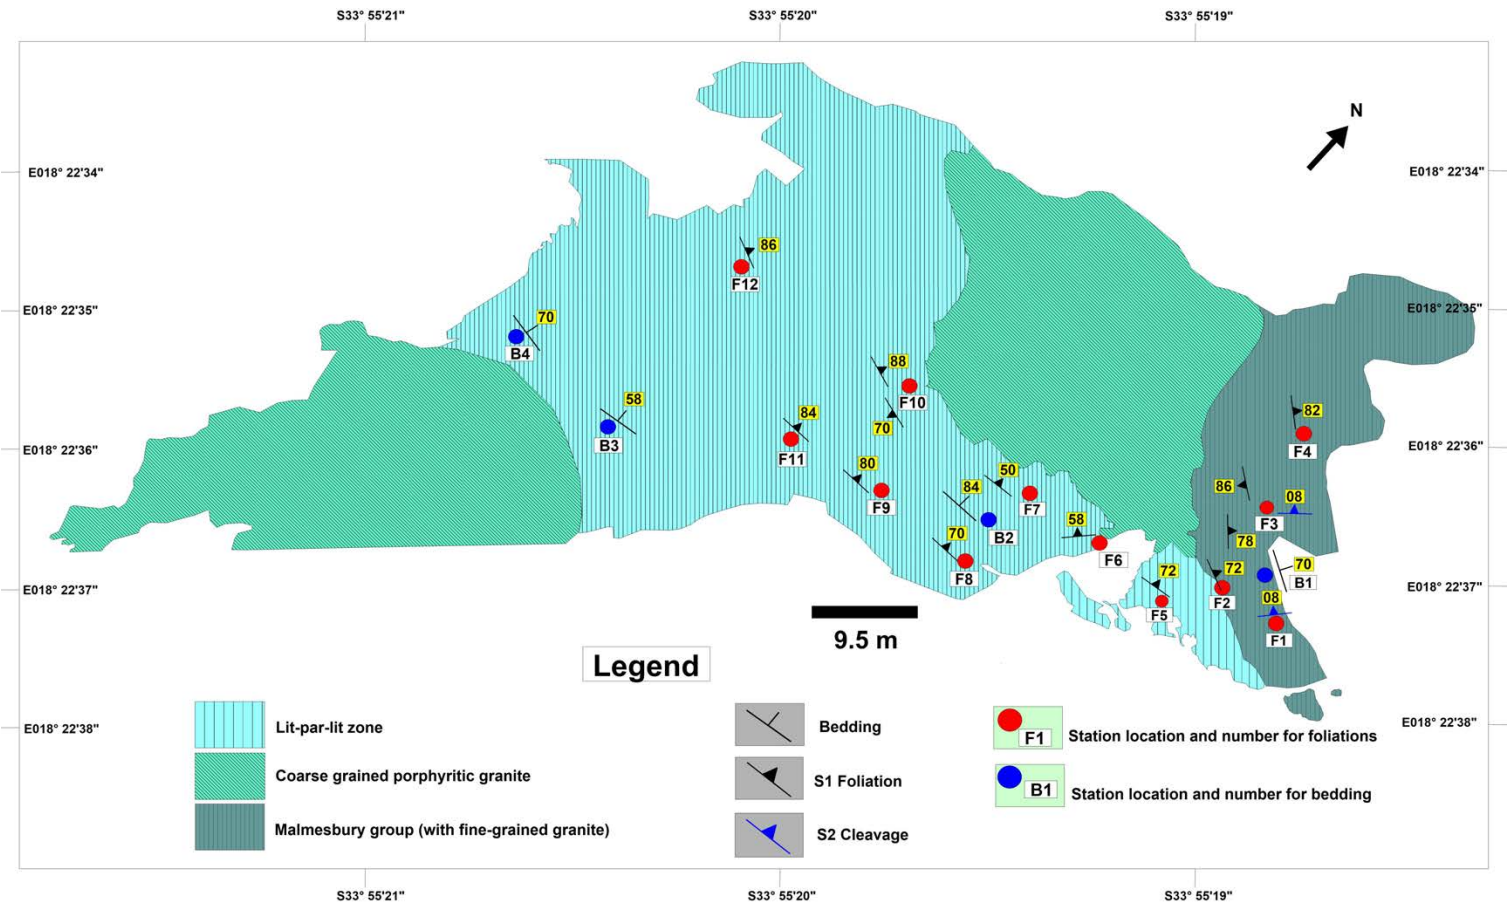 S33° 55'21"
S33° 55'20"
S33° 55'19"
N
E018° 22'34"
E018° 22'34"
86
F12
E018° 22'35"
E018° 22'35"
70
B4
88
F10
58
B3
84
F11
70
82
F4
E018° 22'36"
E018° 22'36"
80
F9
50
F7
84
B2
86
08
F3
58
F6
78
70
F8
72
F5
72
F2
70
B1
08
F1
E018° 22'37"
E018° 22'37"
9.5 m
Legend
E018° 22'38"
E018° 22'38"
Lit-par-lit zone
Coarse grained porphyritic granite
Malmesbury group (with fine-grained granite)
Bedding
S1 Foliation
S2 Cleavage
F1
Station location and number for foliations
B1
Station location and number for bedding
S33° 55'21"
S33° 55'20"
S33° 55'19"